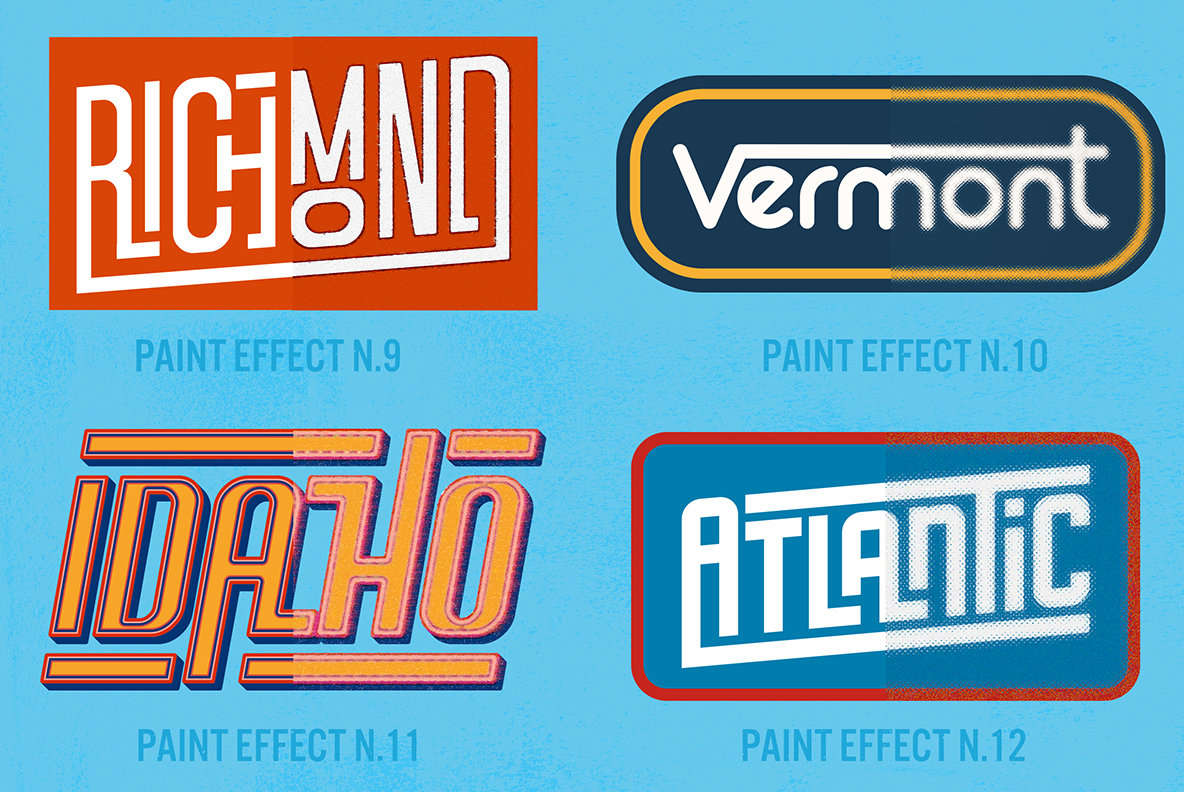 RICHMOND
Vermont
PAINT EFFECT N.9
PAINT EFFECT N.10
IDAHO
ATLANTiC
PAINT EFFECT N.11
PAINT EFFECT N.12